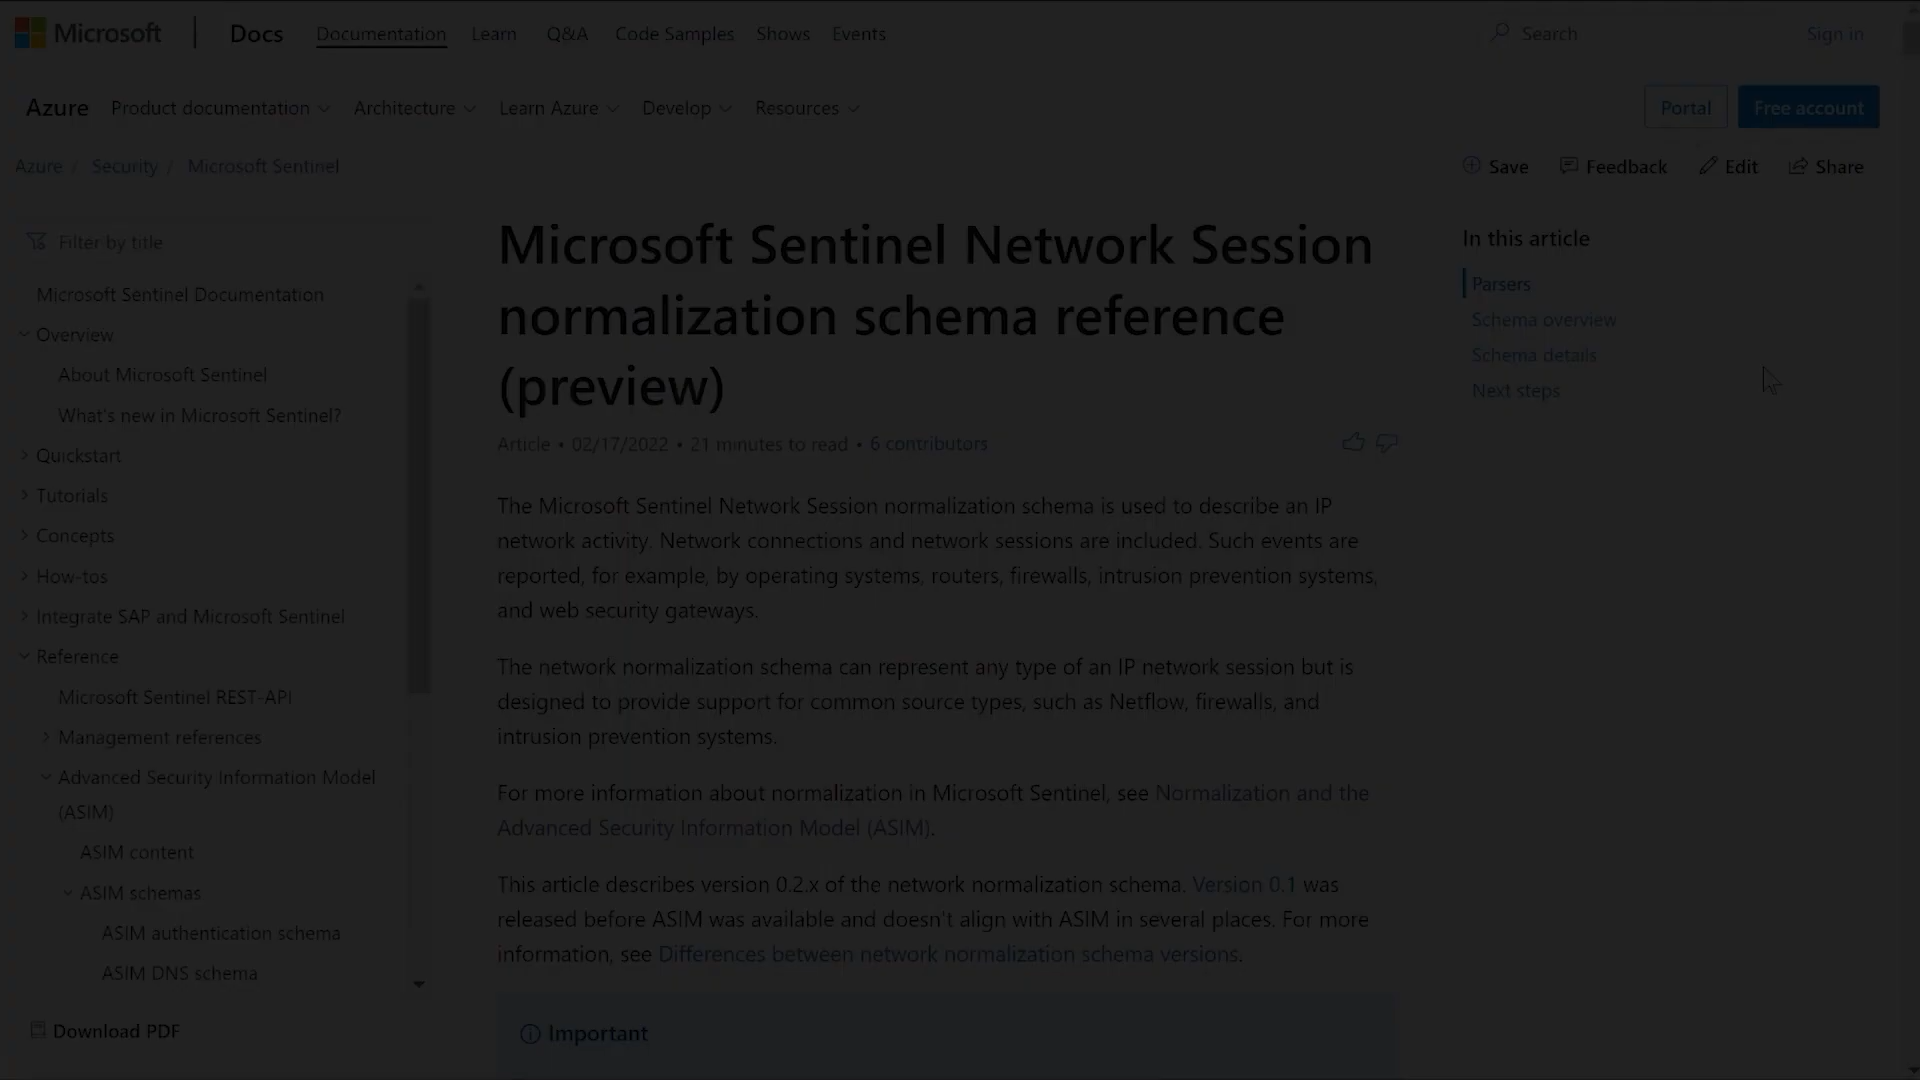 Microsoft
Docs Documentation Learn Q&A Code Samples Shows Events Search Sign in
Azure Product documentation Architecture Learn Azure Develop Resources Portal Free account
Azure / Security / Microsoft Sentinel
Save Feedback Edit Share
Filter by title
Microsoft Sentinel Documentation
Overview
About Microsoft Sentinel
What's new in Microsoft Sentinel?
Quickstart
Tutorials
Concepts
How-tos
Integrate SAP and Microsoft Sentinel
Reference
Microsoft Sentinel REST-API
Management references
Advanced Security Information Model
(ASIM)
ASIM content
ASIM schemas
ASIM authentication schema
ASIM DNS schema
Download PDF
Microsoft Sentinel Network Session
normalization schema reference
(preview)
Article • 02/17/2022 • 21 minutes to read • 6 contributors
The Microsoft Sentinel Network Session normalization schema is used to describe an IP
network activity. Network connections and network sessions are included. Such events are
reported, for example, by operating systems, routers, firewalls, intrusion prevention systems,
and web security gateways.
The network normalization schema can represent any type of an IP network session but is
designed to provide support for common source types, such as Netflow, firewalls, and
intrusion prevention systems.
For more information about normalization in Microsoft Sentinel, see Normalization and the
Advanced Security Information Model (ASIM).
This article describes version 0.2.x of the network normalization schema. Version 0.1 was
released before ASIM was available and doesn't align with ASIM in several places. For more
information, see Differences between network normalization schema versions.
Important
In this article
Parsers
Schema overview
Schema details
Next steps